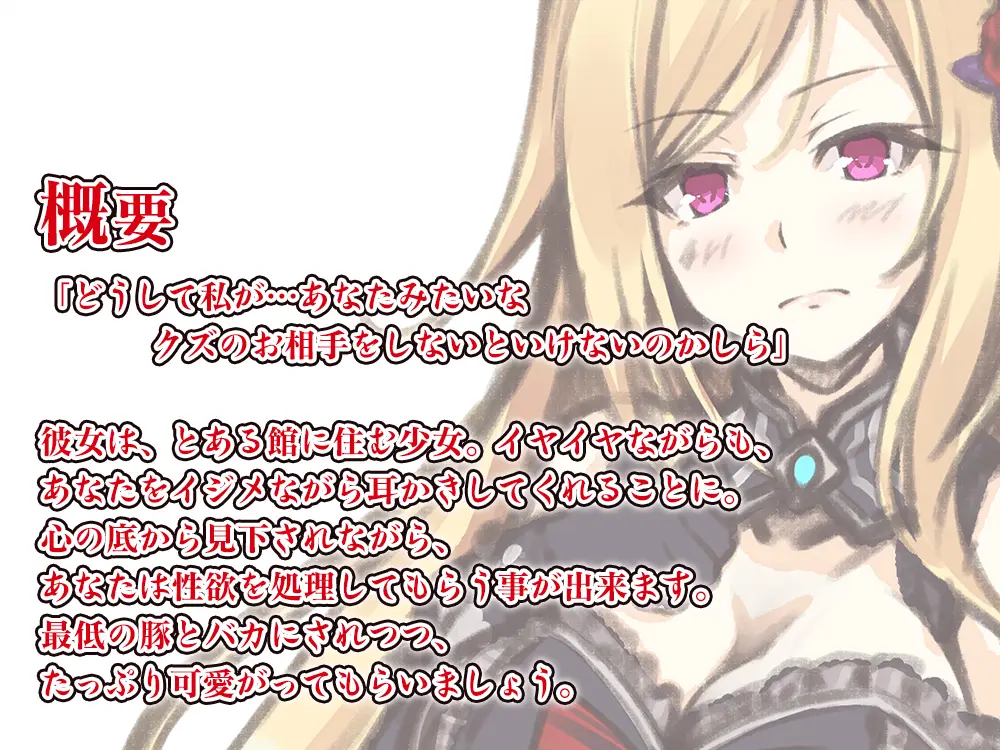 概要
「どうして私が…あなたみたいな
クズのお相手をしないといけないのかしら」
彼女は、とある館に住む少女。イヤイヤながらも、
あなたをイジメながら耳かきしてくれることに。
心の底から見下されながら、
あなたは性欲を処理してもらう事が出来ます。
最低の豚とバカにされつつ、
たっぷり可愛がってもらいましょう。